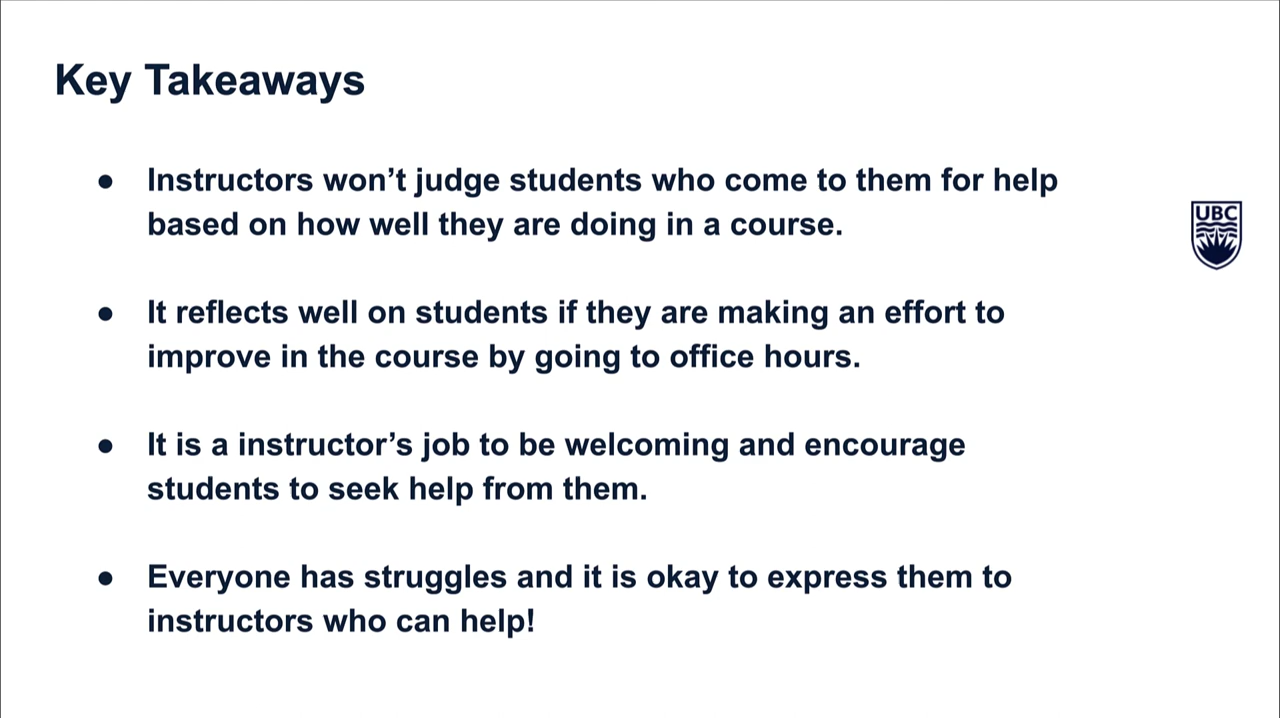 Key Takeaways
● Instructors won’t judge students who come to them for help
based on how well they are doing in a course.
UBC
● It reflects well on students if they are making an effort to
improve in the course by going to office hours.
● It is a instructor’s job to be welcoming and encourage
students to seek help from them.
● Everyone has struggles and it is okay to express them to
instructors who can help!